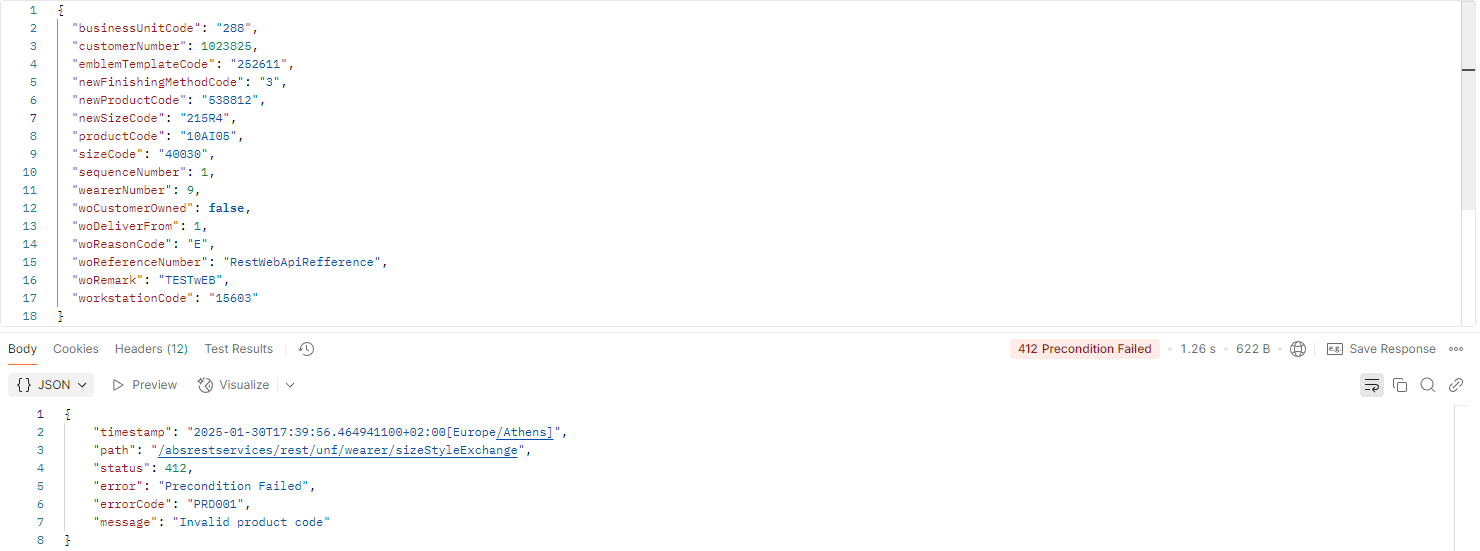 1 {
2 "businessUnitCode": "288",
3 "customerNumber": 1023825,
4 "emblemTemplateCode": "252611",
5 "newFinishingMethodCode": "3",
6 "newProductCode": "538812",
7 "newSizeCode": "215R4",
8 "productCode": "10AI05",
9 "sizeCode": "40030",
10 "sequenceNumber": 1,
11 "wearerNumber": 9,
12 "woCustomerOwned": false,
13 "woDeliverFrom": 1,
14 "woReasonCode": "E",
15 "woReferenceNumber": "RestWebApiRefference",
16 "woRemark": "TESTwEB",
17 "workstationCode": "15603"
18 }
Body Cookies Headers (12) Test Results 412 Precondition Failed • 1.26 s • 622 B • e.g. Save Response
{} JSON Preview Visualize
1 {
2 "timestamp": "2025-01-30T17:39:56.464941100+02:00[Europe/Athens]",
3 "path": "/absrestservices/rest/unf/wearer/sizeStyleExchange",
4 "status": 412,
5 "error": "Precondition Failed",
6 "errorCode": "PRD001",
7 "message": "Invalid product code"
8 }